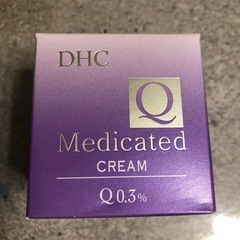 DHC
Q
Medicated
CREAM
Q 0.3%